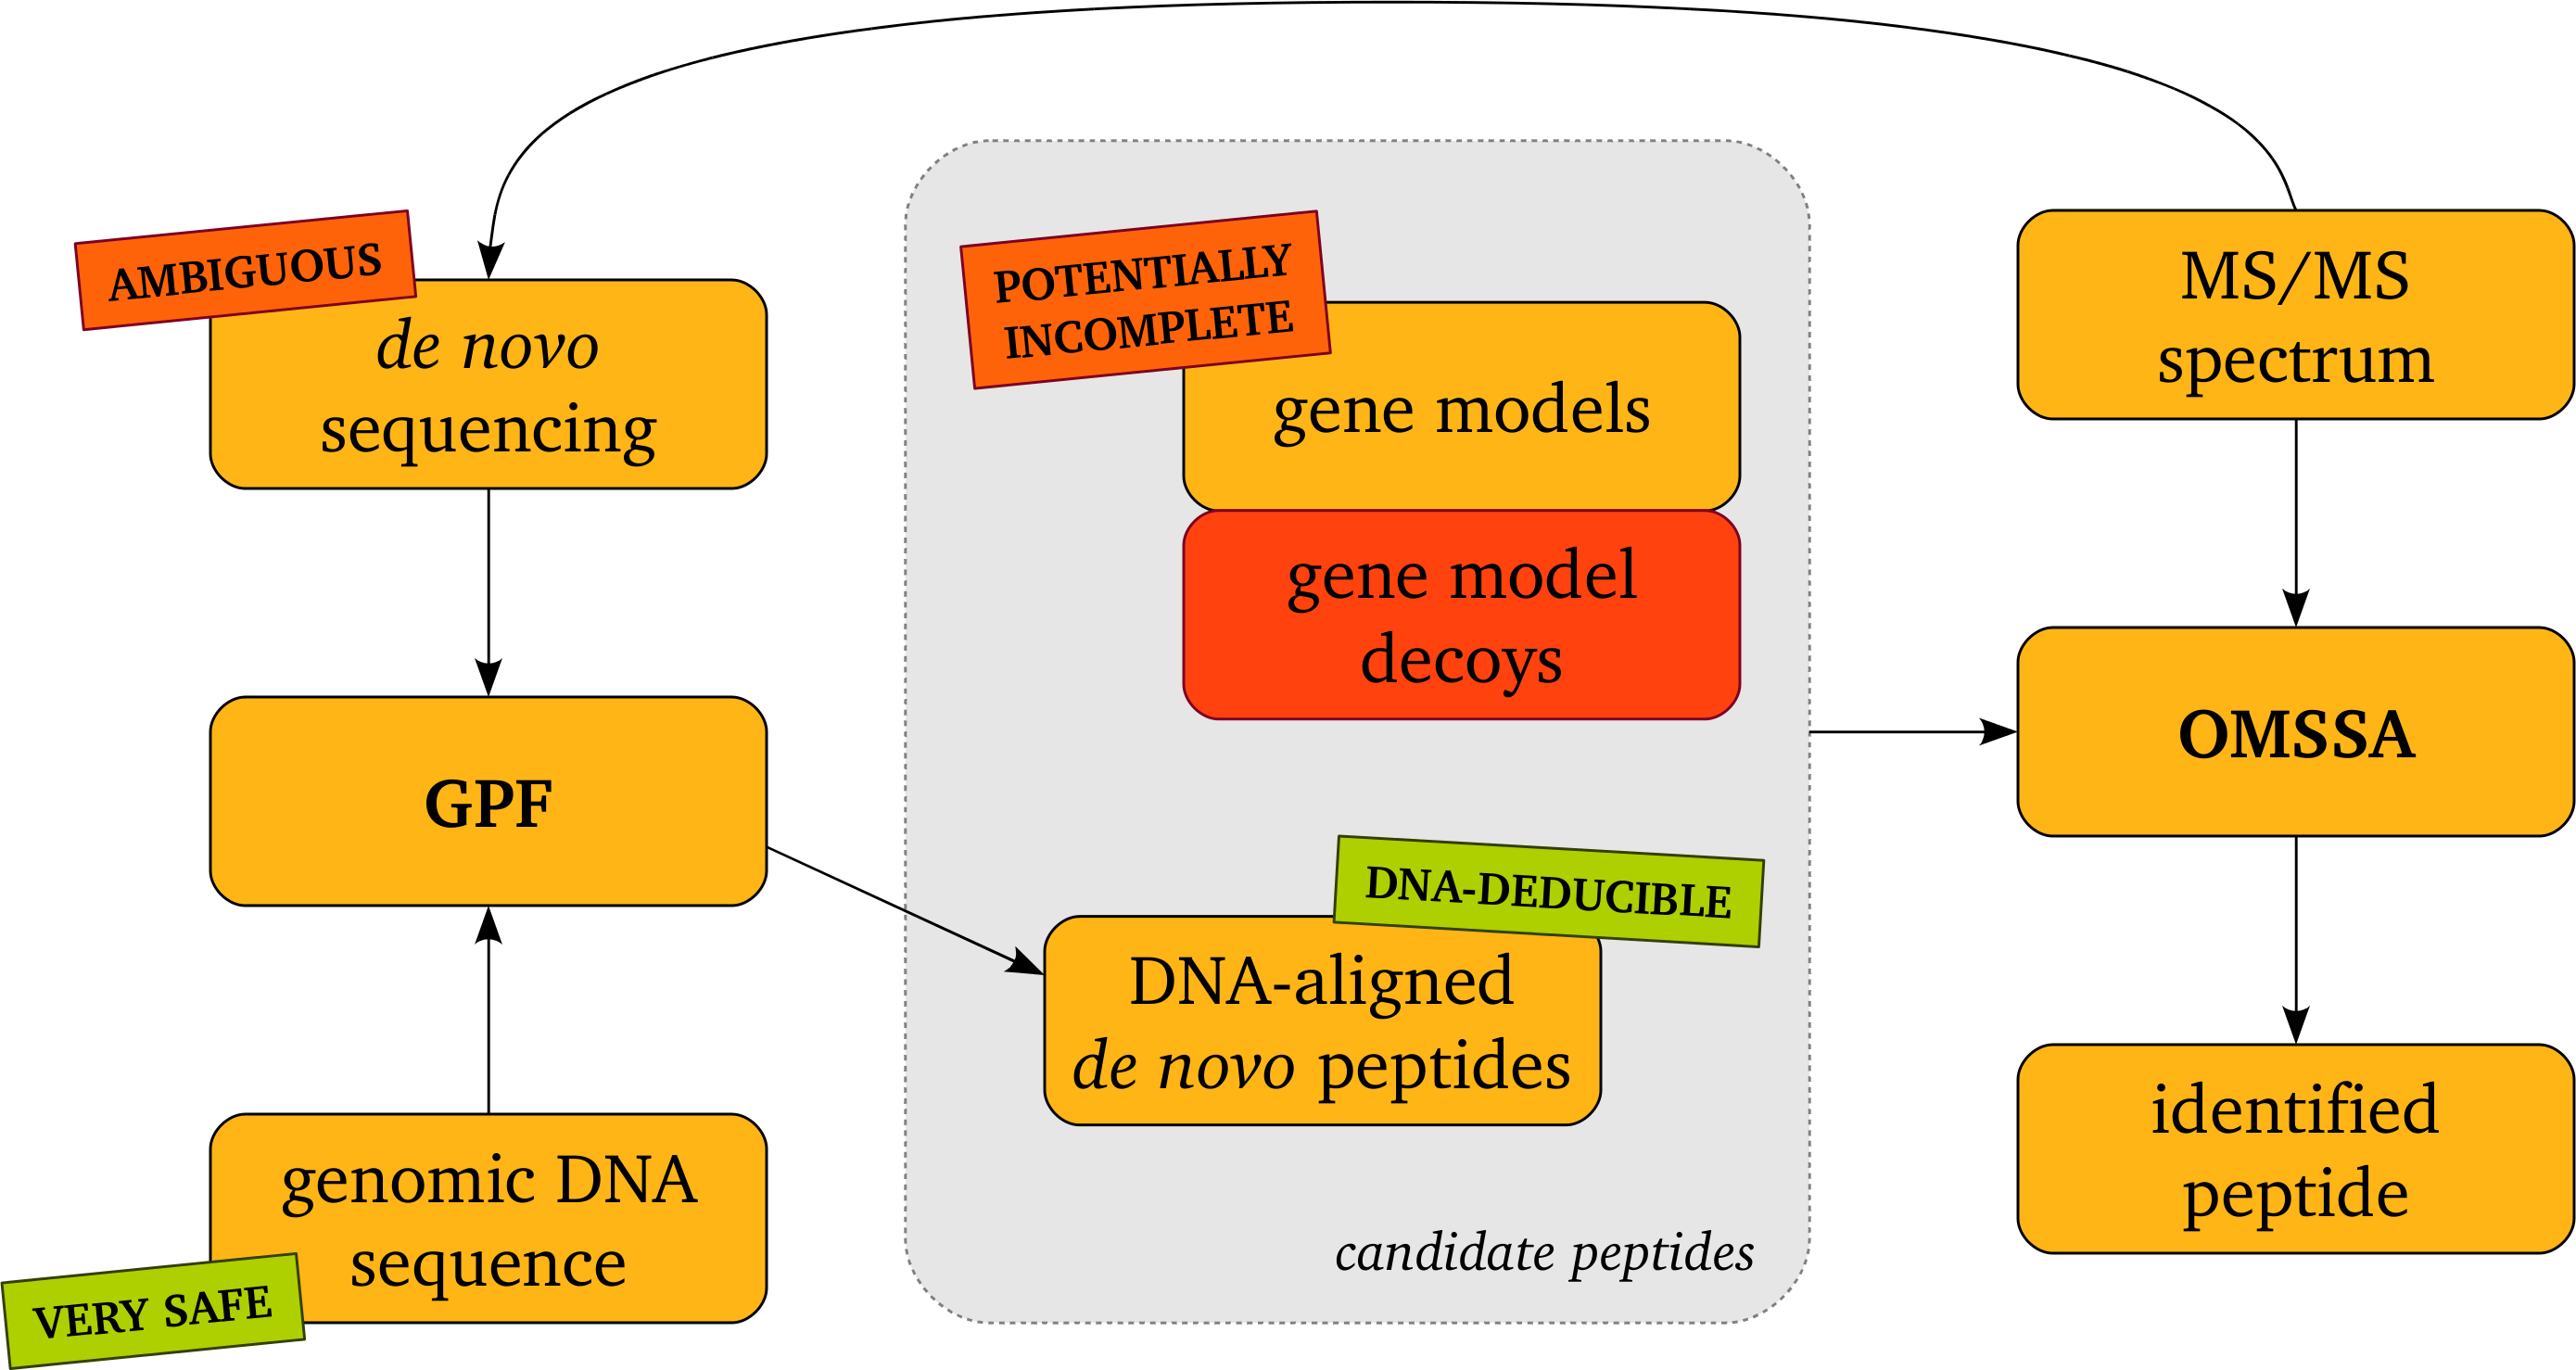 AMBIGUOUS
de novo
sequencing
GPF
genomic DNA
sequence
VERY SAFE
POTENTIALLY
INCOMPLETE
gene models
gene model
decoys
DNA-DEDUCIBLE
DNA-aligned
de novo peptides
candidate peptides
MS/MS
spectrum
OMSSA
identified
peptide